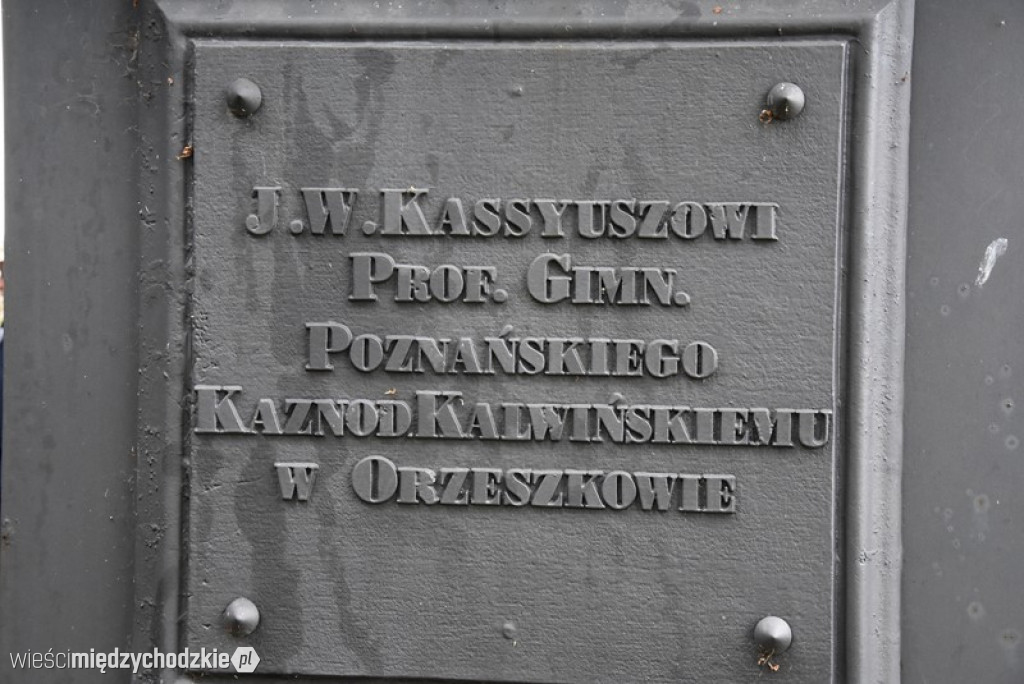 J.W.KASSYUSZOWI
PROF. GIMN.
POZNAŃSKIEGO
KAZNOD.KALWIŃSKIEMU
W ORZESZKOWIE
wieścimiędzychodzkie.pl